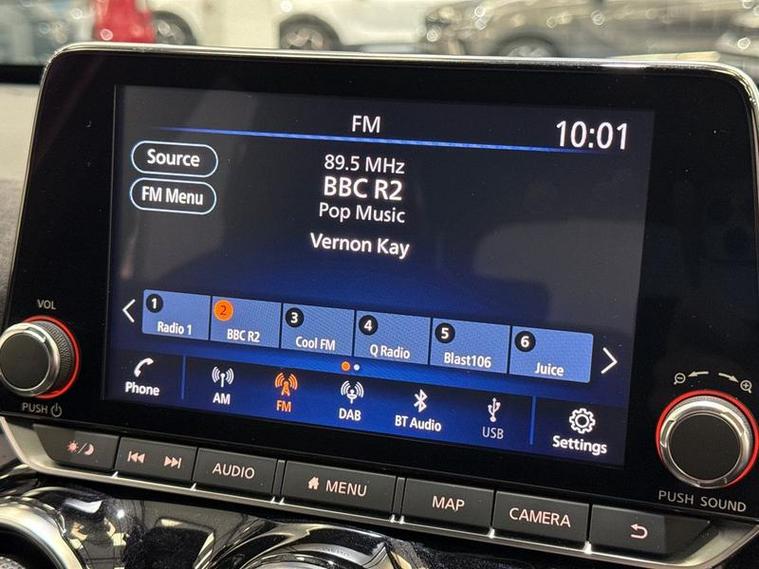 FM
10:01
Source
89.5 MHz
BBC R2
FM Menu
Pop Music
Vernon Kay
1
Radio 1
2
BBC R2
3
Cool FM
4
Q Radio
5
Blast106
6
Juice
Phone
AM
FM
DAB
BT Audio
USB
Settings
VOL
PUSH
PUSH SOUND
AUDIO
MENU
MAP
CAMERA